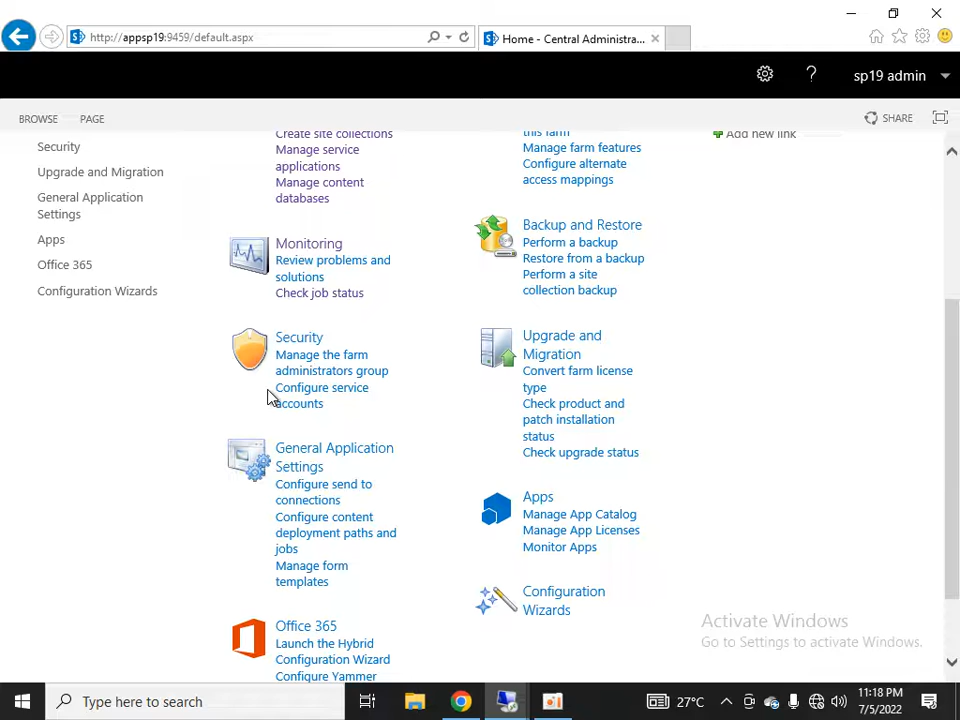 http://appsp19:9459/default.aspx
Home - Central Administra...
sp19 admin
BROWSE
PAGE
SHARE
Security
Upgrade and Migration
General Application
Settings
Apps
Office 365
Configuration Wizards
Create site collections
Manage service
applications
Manage content
databases
Monitoring
Review problems and
solutions
Check job status
Security
Manage the farm
administrators group
Configure service
accounts
General Application
Settings
Configure send to
connections
Configure content
deployment paths and
jobs
Manage form
templates
Office 365
Launch the Hybrid
Configuration Wizard
Configure Yammer
this farm
Manage farm features
Configure alternate
access mappings
Backup and Restore
Perform a backup
Restore from a backup
Perform a site
collection backup
Upgrade and
Migration
Convert farm license
type
Check product and
patch installation
status
Check upgrade status
Apps
Manage App Catalog
Manage App Licenses
Monitor Apps
Configuration
Wizards
Add new link
Activate Windows
Go to Settings to activate Windows.
Type here to search
27°C
11:18 PM
7/5/2022